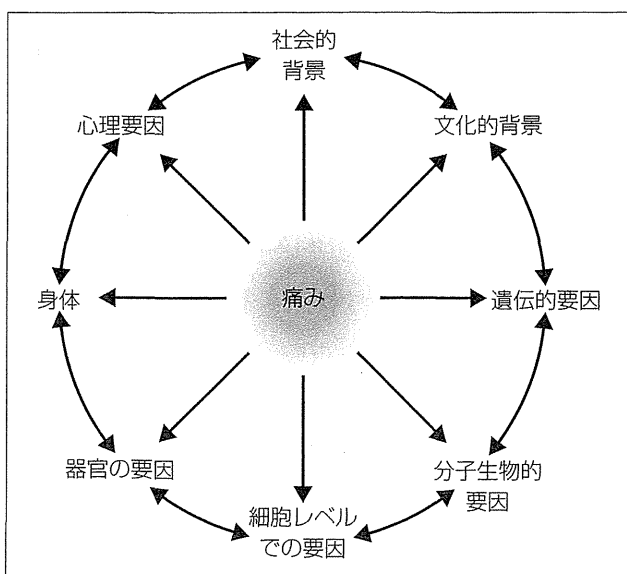 社会的
背景
心理要因
文化的背景
身体
痛み
遺伝的要因
器官の要因
分子生物的
要因
細胞レベル
での要因